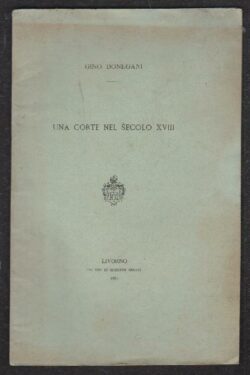 GINO DONEGANI
UNA CORTE NEL SECOLO XVIII
LIVORNO